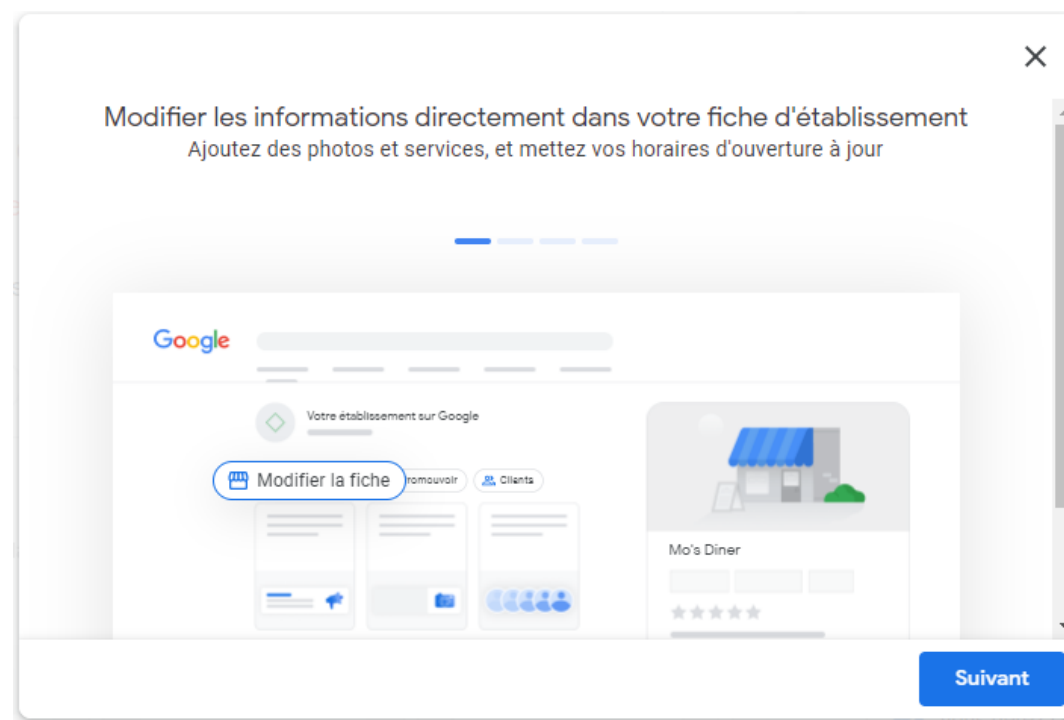 Modifier les informations directement dans votre fiche d'établissement
Ajoutez des photos et services, et mettez vos horaires d'ouverture à jour
Google
Votre établissement sur Google
Modifier la fiche
romouvoir
Clients
Mo's Diner
Suivant